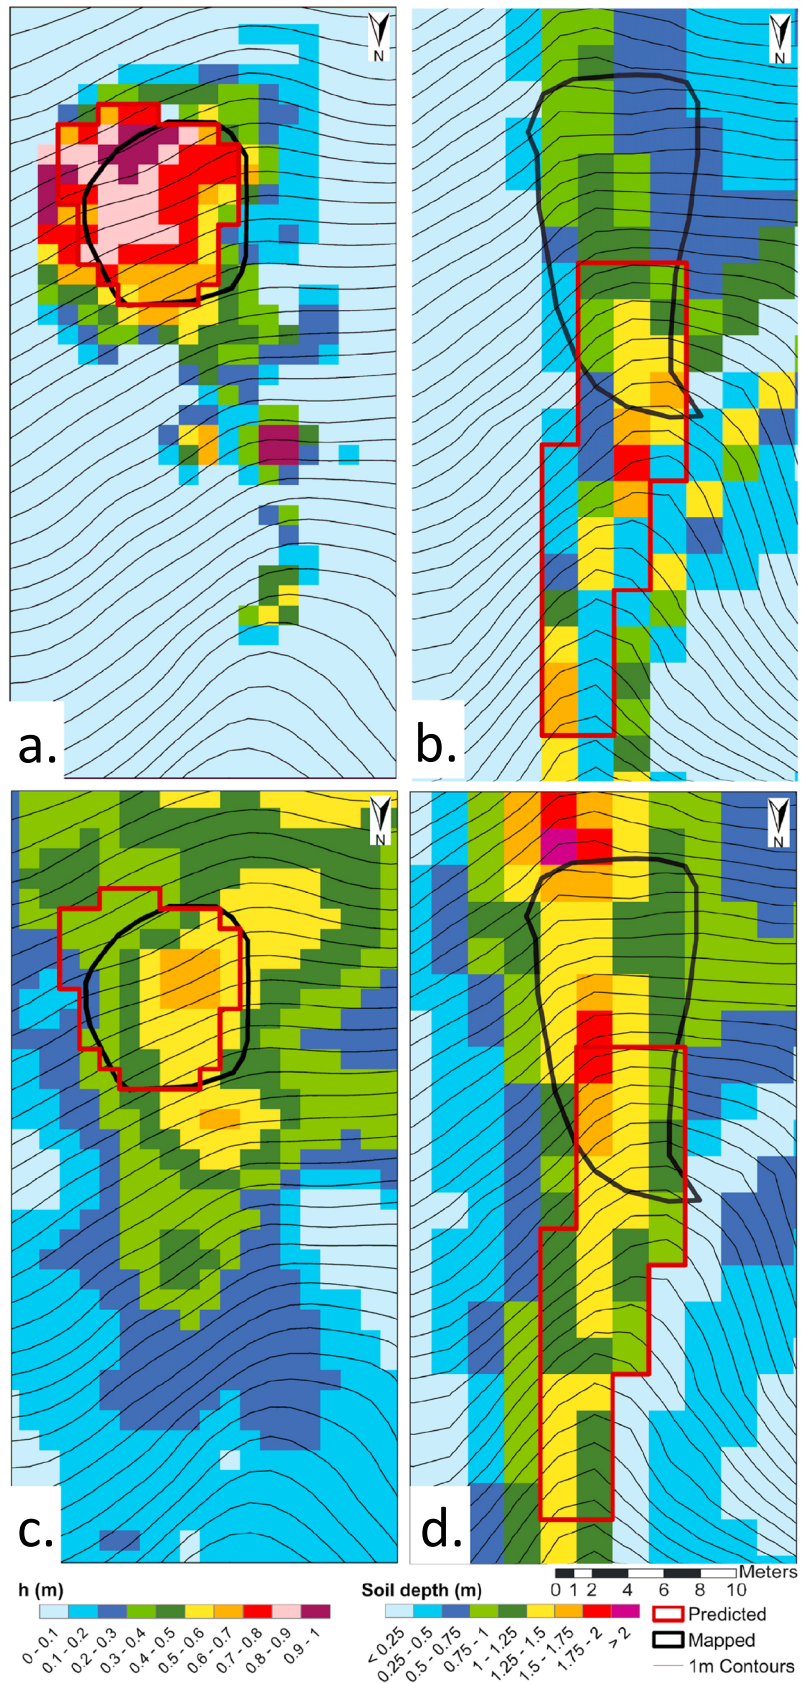 N
N
a.
b.
N
N
c.
d.
h (m)
0 - 0.1
0.1 - 0.2
0.2 - 0.3
0.3 - 0.4
0.4 - 0.5
0.5 - 0.6
0.6 - 0.7
0.7 - 0.8
0.8 - 0.9
0.9 - 1
Soil depth (m)
< 0.25
0.25 - 0.5
0.5 - 0.75
0.75 - 1
1 - 1.25
1.25 - 1.5
1.5 - 1.75
1.75 - 2
> 2
Meters
0 1 2 4 6 8 10
Predicted
Mapped
1m Contours